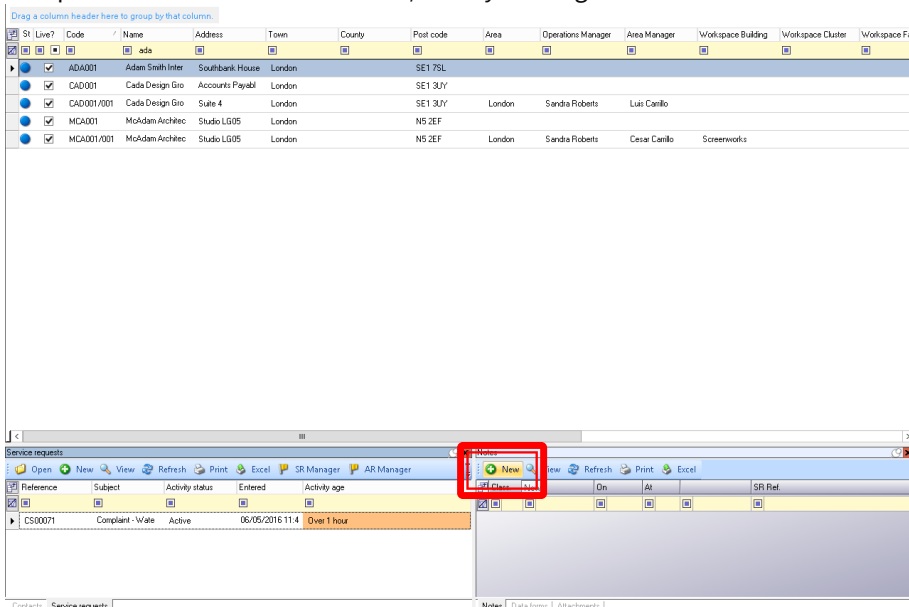 Drag a column header here to group by that column.
St Live? Code Name Address Town County Post code Area Operations Manager Area Manager Workspace Building Workspace Cluster Workspace
ada
ADA001 Adam Smith Inter Southbank House London SE1 7SL
CAD001 Cada Design Gro Accounts Payabl London SE1 3UY
CAD001/001 Cada Design Gro Suite 4 London SE1 3UY London Sandra Roberts Luis Carrillo
MCA001 McAdam Architec Studio LG05 London N5 2EF
MCA001/001 McAdam Architec Studio LG05 London N5 2EF London Sandra Roberts Cesar Carrillo Screenworks
Service requests Notes
Open New View Refresh Print Excel SR Manager AR Manager New View Refresh Print Excel
Reference Subject Activity status Entered Activity age Class On At SR Ref.
CS00071 Complaint - Wate Active 06/05/2016 11:4 Over 1 hour
Contacts Service requests Notes Data forms Attachments